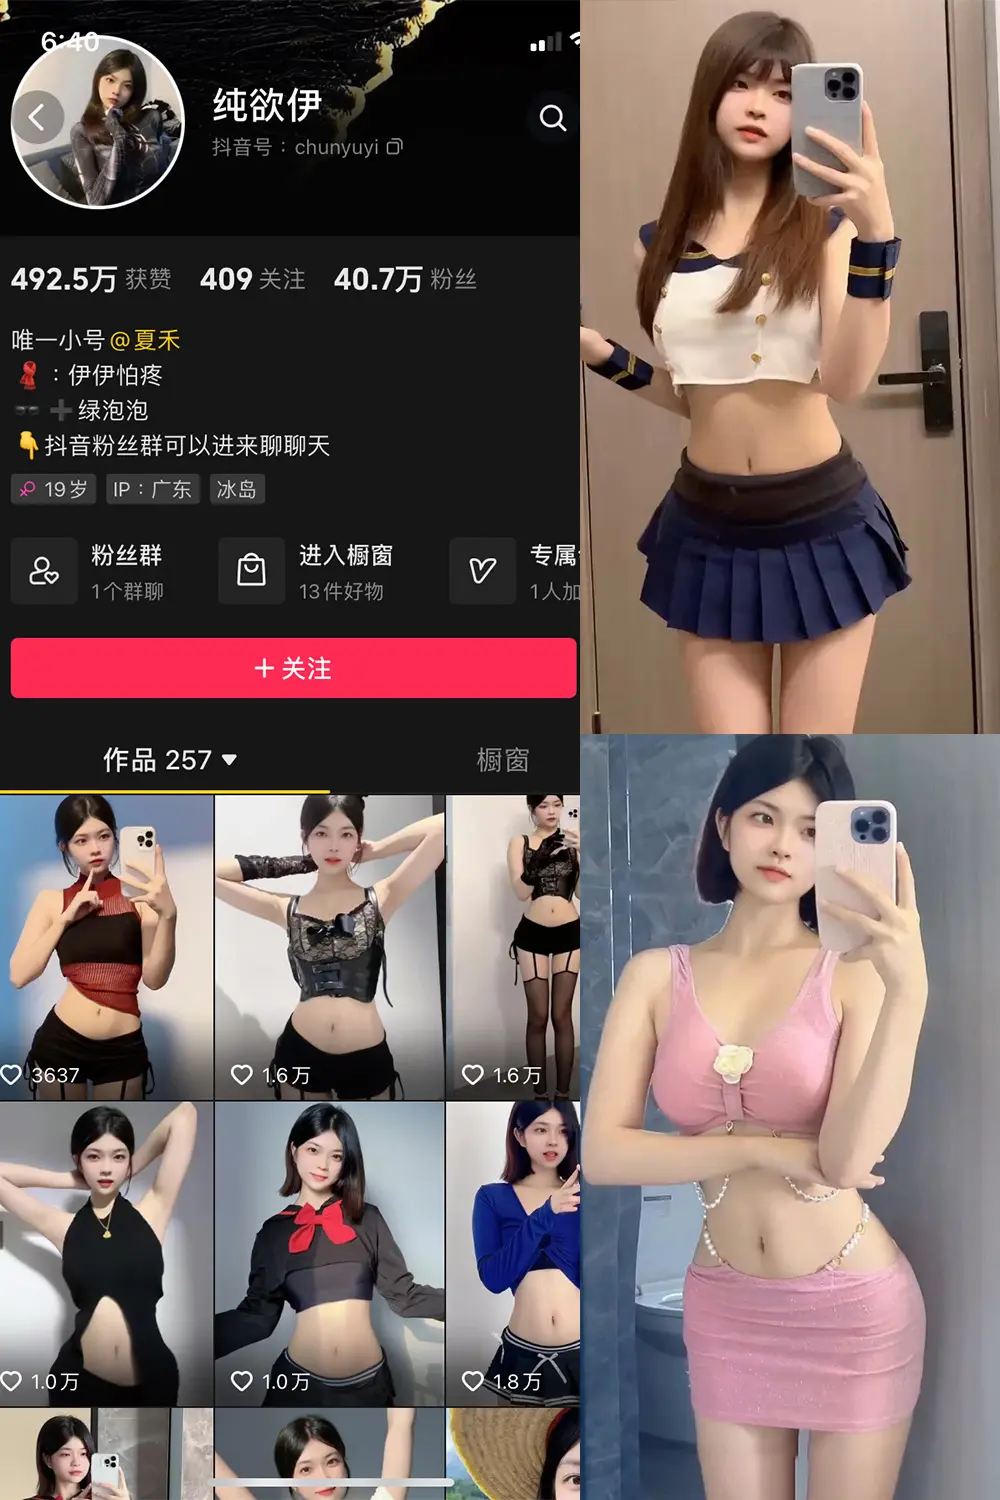 6:40
纯欲伊
抖音号：chunyuyi
492.5万 获赞 409 关注 40.7万 粉丝
唯一小号@夏禾
：伊伊怕疼
🕶️➕绿泡泡
👇抖音粉丝群可以进来聊聊天
19岁 IP：广东 冰岛
粉丝群 进入橱窗 专属
1个群聊 13件好物 1人加
+ 关注
作品 257 橱窗
3637 1.6万 1.6万
1.0万 1.0万 1.8万